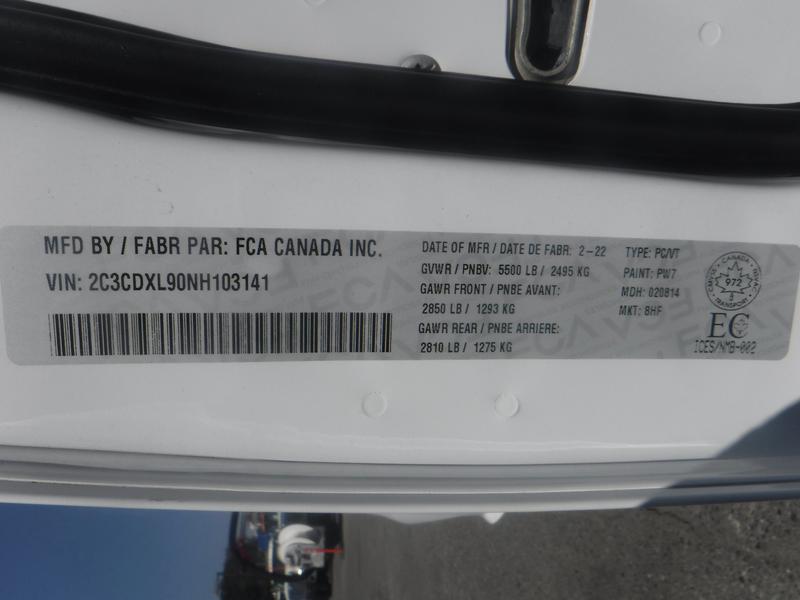 MFD BY / FABR PAR: FCA CANADA INC.
VIN: 2C3CDXL90NH103141
DATE OF MFR / DATE DE FABR: 2-22
GVWR / PNBV: 5500 LB / 2495 KG
GAWR FRONT / PNBE AVANT:
2850 LB / 1293 KG
GAWR REAR / PNBE ARRIERE:
2810 LB / 1275 KG
TYPE: PC/VT
PAINT: PW7
MDH: 020814
MKT: 8HF
CANADA
972
TRANSPORT
EC
ICES/NMB-002